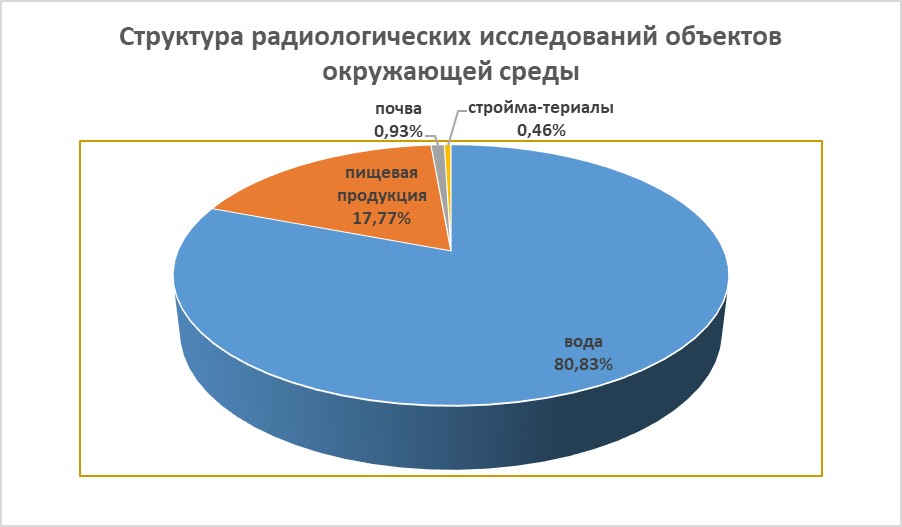 Структура радиологических исследований объектов
окружающей среды
почва
0,93%
стройма-териалы
0,46%
пищевая
продукция
17,77%
вода
80,83%